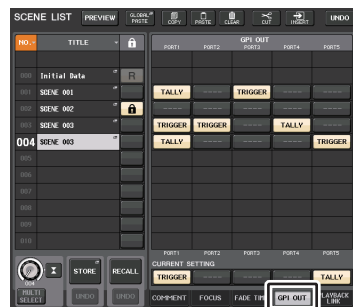 SCENE LIST PREVIEW GLOBAL PASTE COPY PASTE CLEAR CUT INSERT UNDO
NO. TITLE GPI OUT
PORT1 PORT2 PORT3 PORT4 PORT5
000 Initial Data R
001 SCENE 001 TALLY ---- TRIGGER ---- ----
002 SCENE 002 ---- ---- ---- ---- ----
003 SCENE 003 TRIGGER TRIGGER ---- TALLY ----
004 SCENE 003 TALLY ---- ---- ---- TRIGGER
005
006
007
008
009
010
PORT1 PORT2 PORT3 PORT4 PORT5
CURRENT SETTING
004 STORE RECALL TRIGGER ---- ---- ---- TALLY
MULTI SELECT UNDO UNDO COMMENT FOCUS FADE TIME GPI OUT PLAYBACK LINK